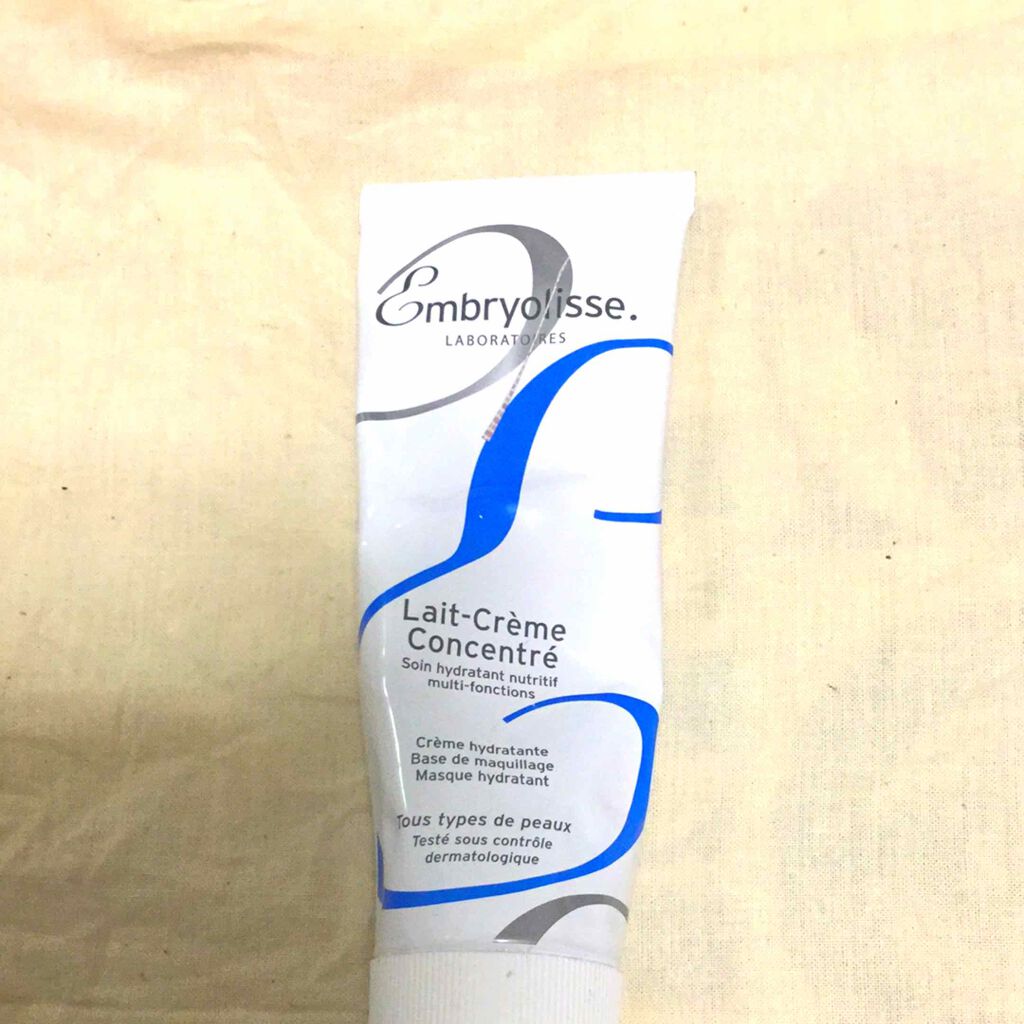 Embryolisse.
LABORATOIRES
Lait-Crème
Concentré
Soin hydratant nutritif
multi-fonctions
Crème hydratante
Base de maquillage
Masque hydratant
Tous types de peaux
Testé sous contrôle
dermatologique